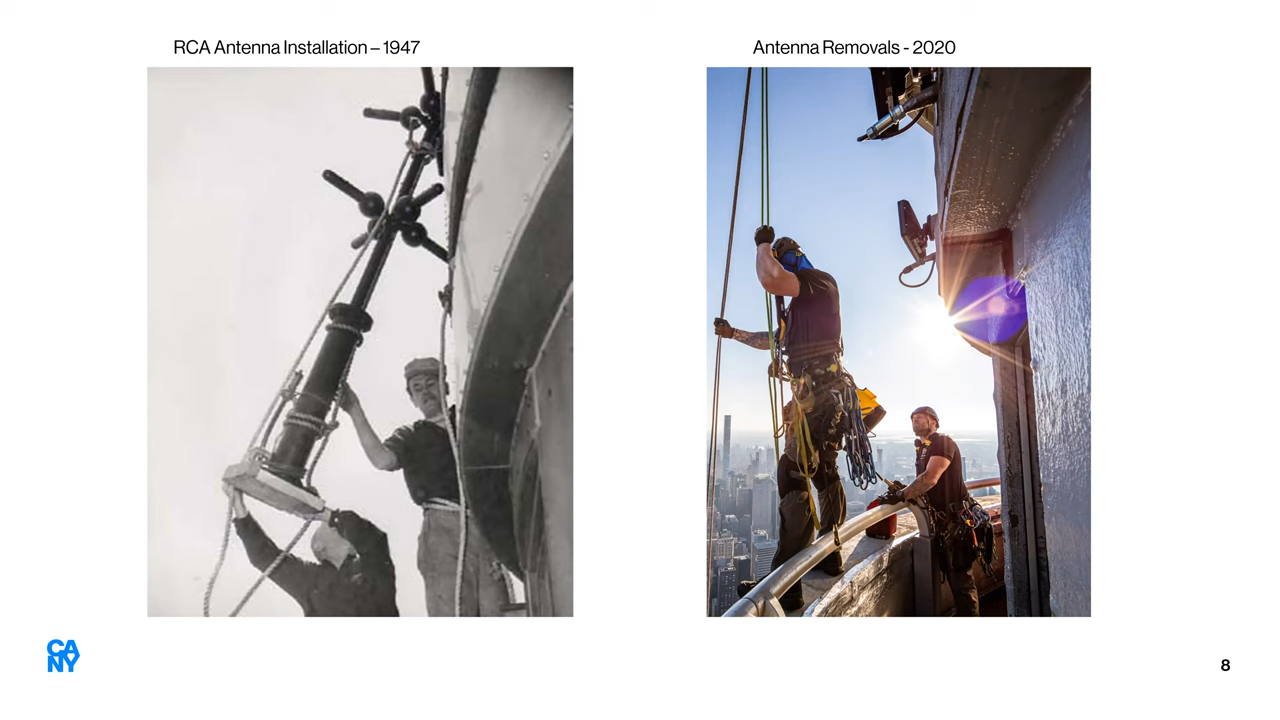 RCA Antenna Installation – 1947
Antenna Removals - 2020
CA
NY
8